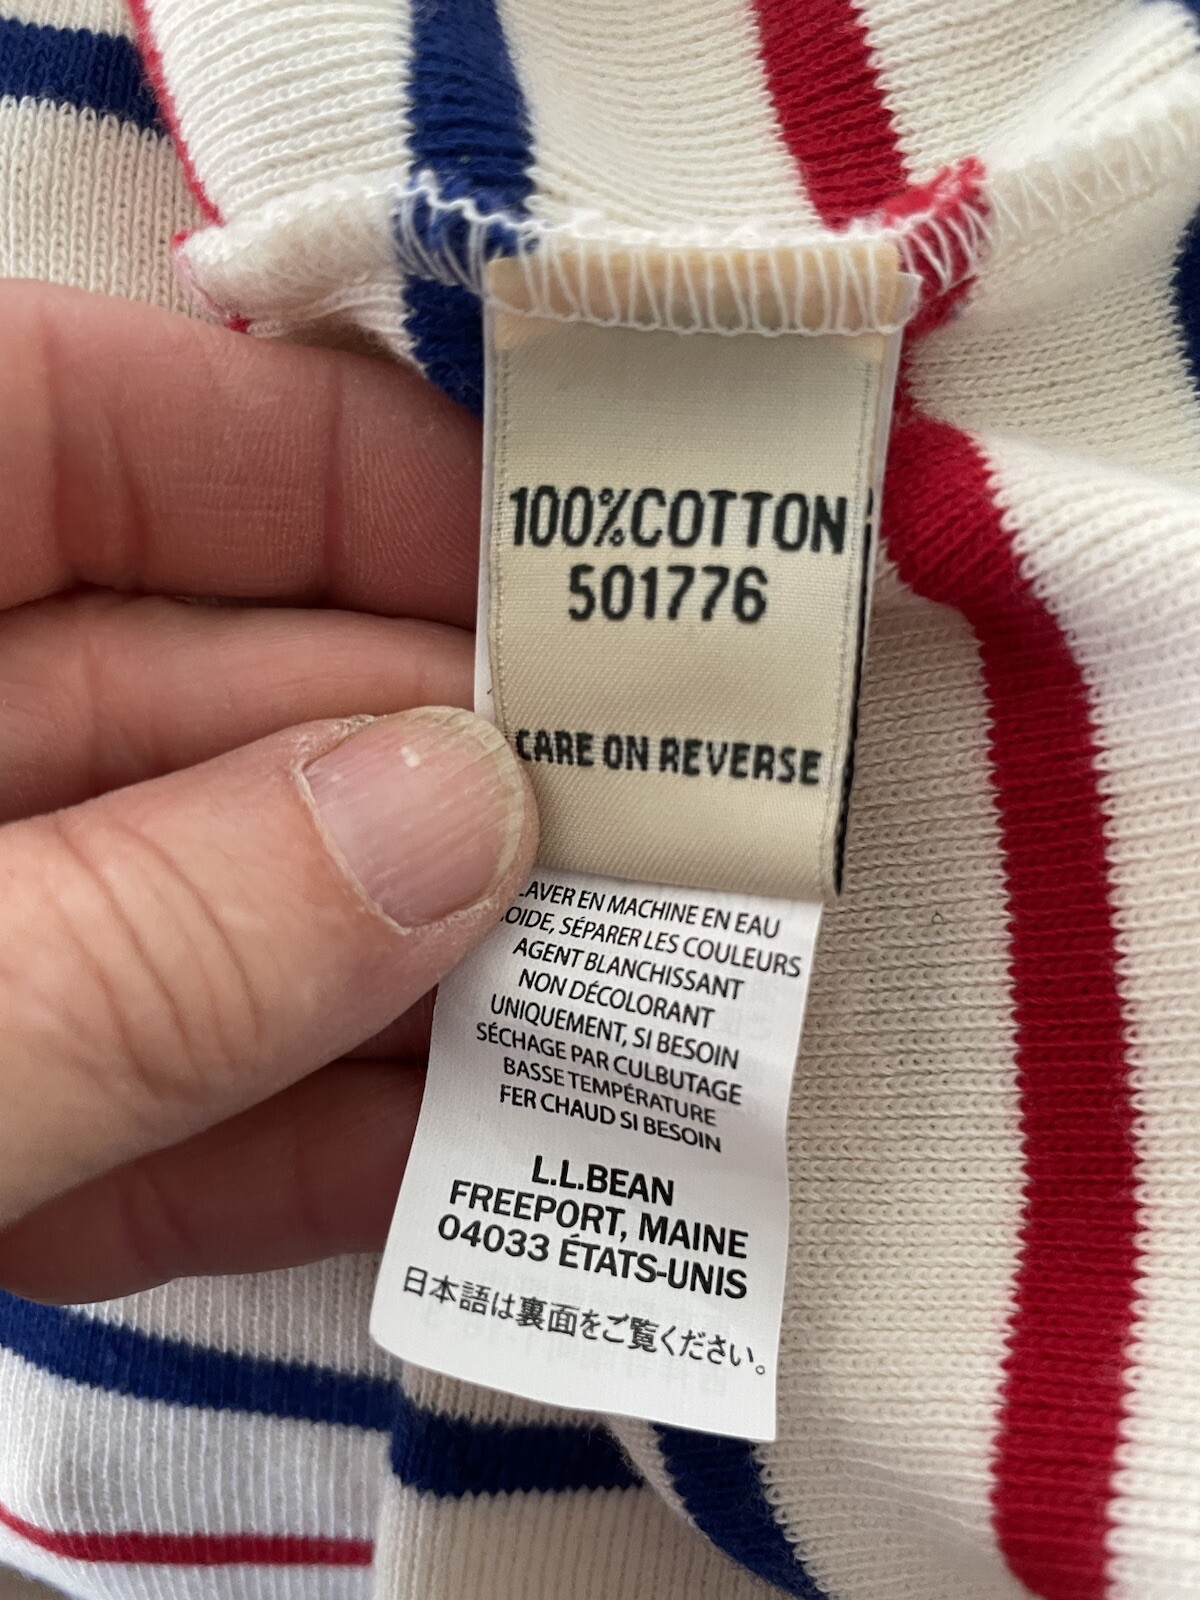 100%COTTON
501776
CARE ON REVERSE
LAVER EN MACHINE EN EAU
SÉPARER LES COULEURS
AGENT BLANCHISSANT
NON DÉCOLORANT
UNIQUEMENT, SI BESOIN
SÉCHAGE PAR CULBUTAGE
BASSE TEMPÉRATURE
FER CHAUD SI BESOIN
L.L.BEAN
FREEPORT, MAINE
04033 ÉTATS-UNIS
日本語は裏面をご覧ください。